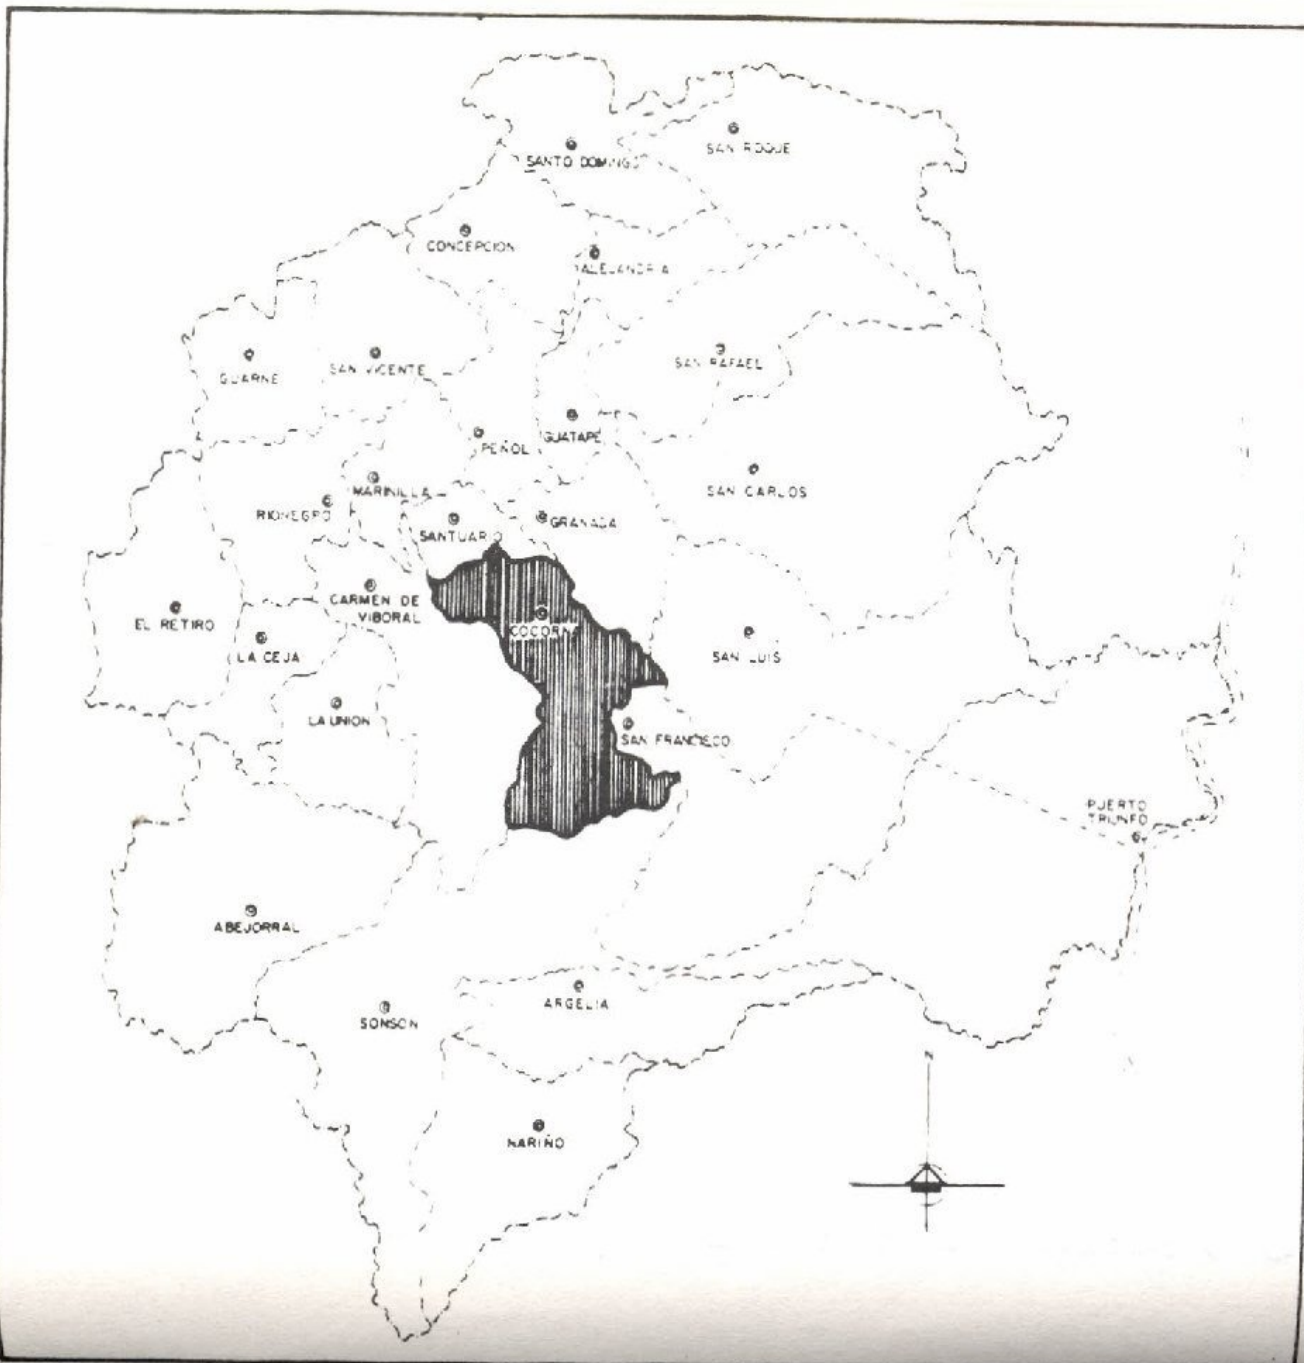 SAN ROQUE
SANTO DOMINGO
CONCEPCION
ALEJANDRIA
SAN RAFAEL
GUARNE
SAN VICENTE
GUATAPE
PEÑOL
MARINILLA
SAN CARLOS
RIONEGRO
SANTUARIO
GRANADA
CARMEN DE
VIBORAL
EL RETIRO
COCORNA
LA CEJA
SAN LUIS
LA UNION
SAN FRANCISCO
PUERTO
TRIUNFO
ABEJORRAL
ARGELIA
SONSON
N
NARIÑO